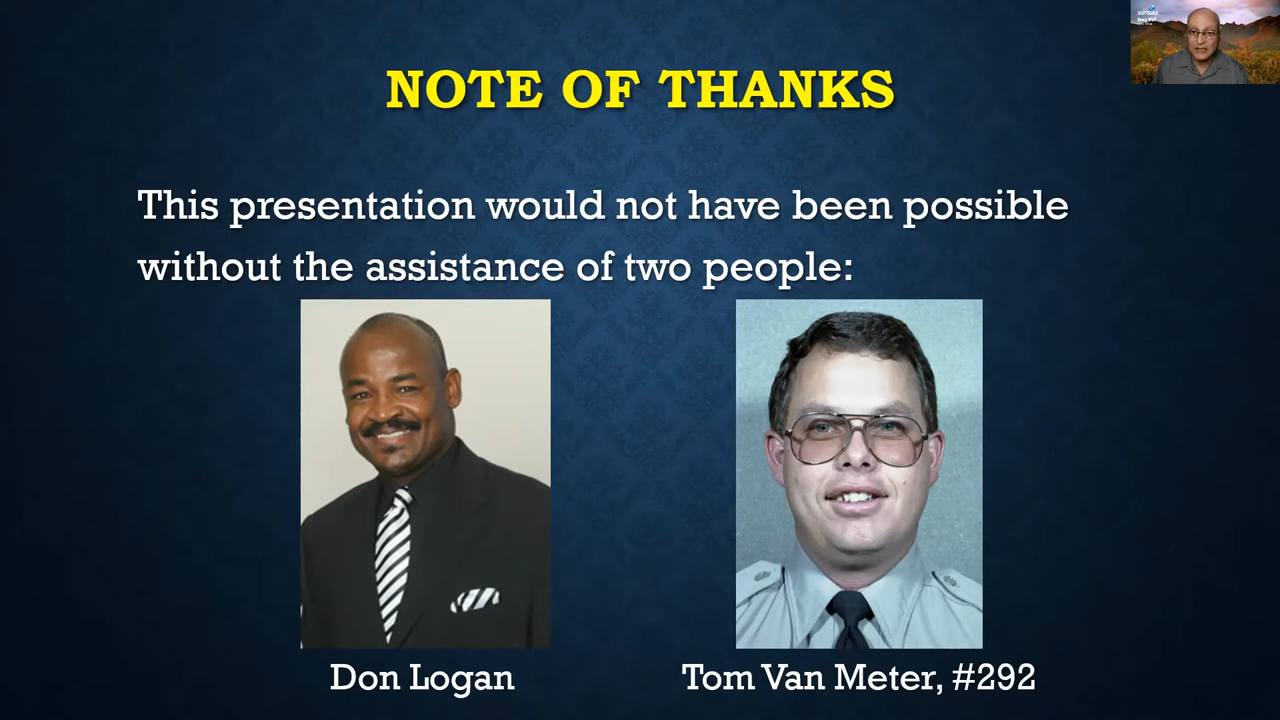 NOTE OF THANKS
This presentation would not have been possible
without the assistance of two people:
Don Logan
Tom Van Meter, #292